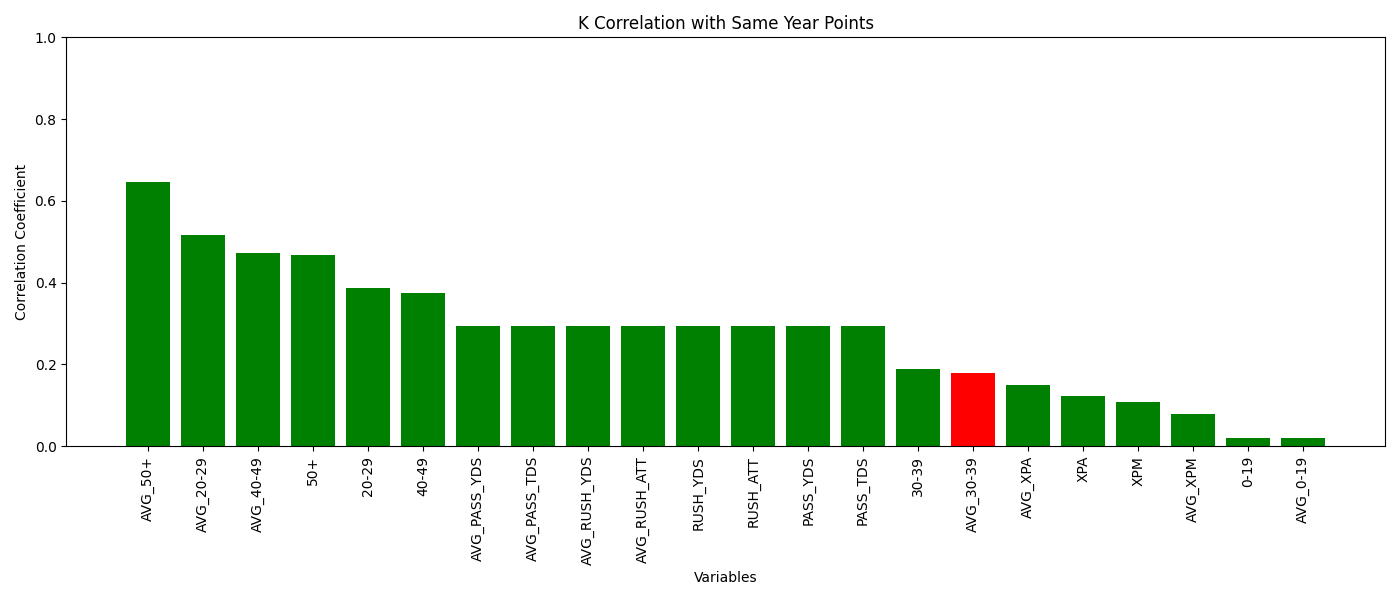 K Correlation with Same Year Points
1.0
0.8
0.6
0.4
0.2
0.0
Correlation Coefficient
AVG_50+
AVG_20-29
AVG_40-49
50+
20-29
40-49
AVG_PASS_YDS
AVG_PASS_TDS
AVG_RUSH_YDS
AVG_RUSH_ATT
RUSH_YDS
RUSH_ATT
PASS_YDS
PASS_TDS
30-39
AVG_30-39
AVG_XPA
XPA
XPM
AVG_XPM
0-19
AVG_0-19
Variables